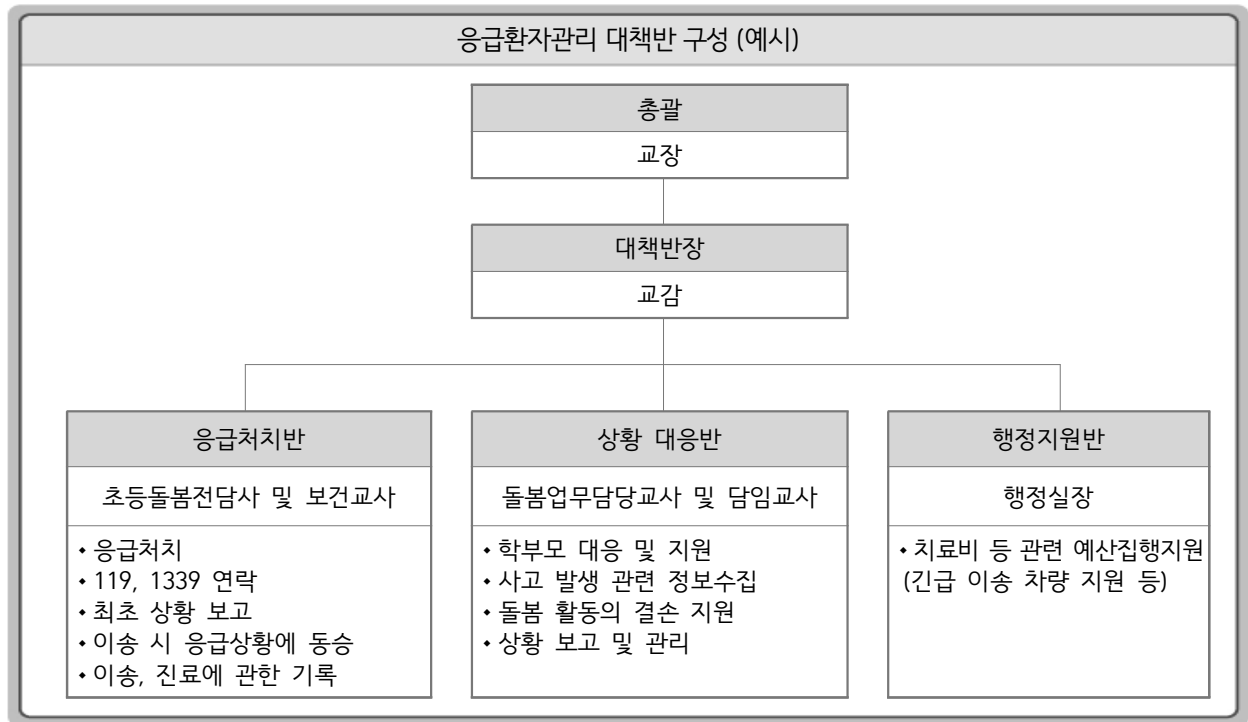 응급환자관리 대책반 구성 (예시)
총괄
교장
대책반장
교감
응급처치반
초등돌봄전담사 및 보건교사
• 응급처치
• 119, 1339 연락
• 최초 상황 보고
• 이송 시 응급상황에 동승
• 이송, 진료에 관한 기록
상황 대응반
돌봄업무담당교사 및 담임교사
• 학부모 대응 및 지원
• 사고 발생 관련 정보수집
• 돌봄 활동의 결손 지원
• 상황 보고 및 관리
행정지원반
행정실장
• 치료비 등 관련 예산집행지원
(긴급 이송 차량 지원 등)